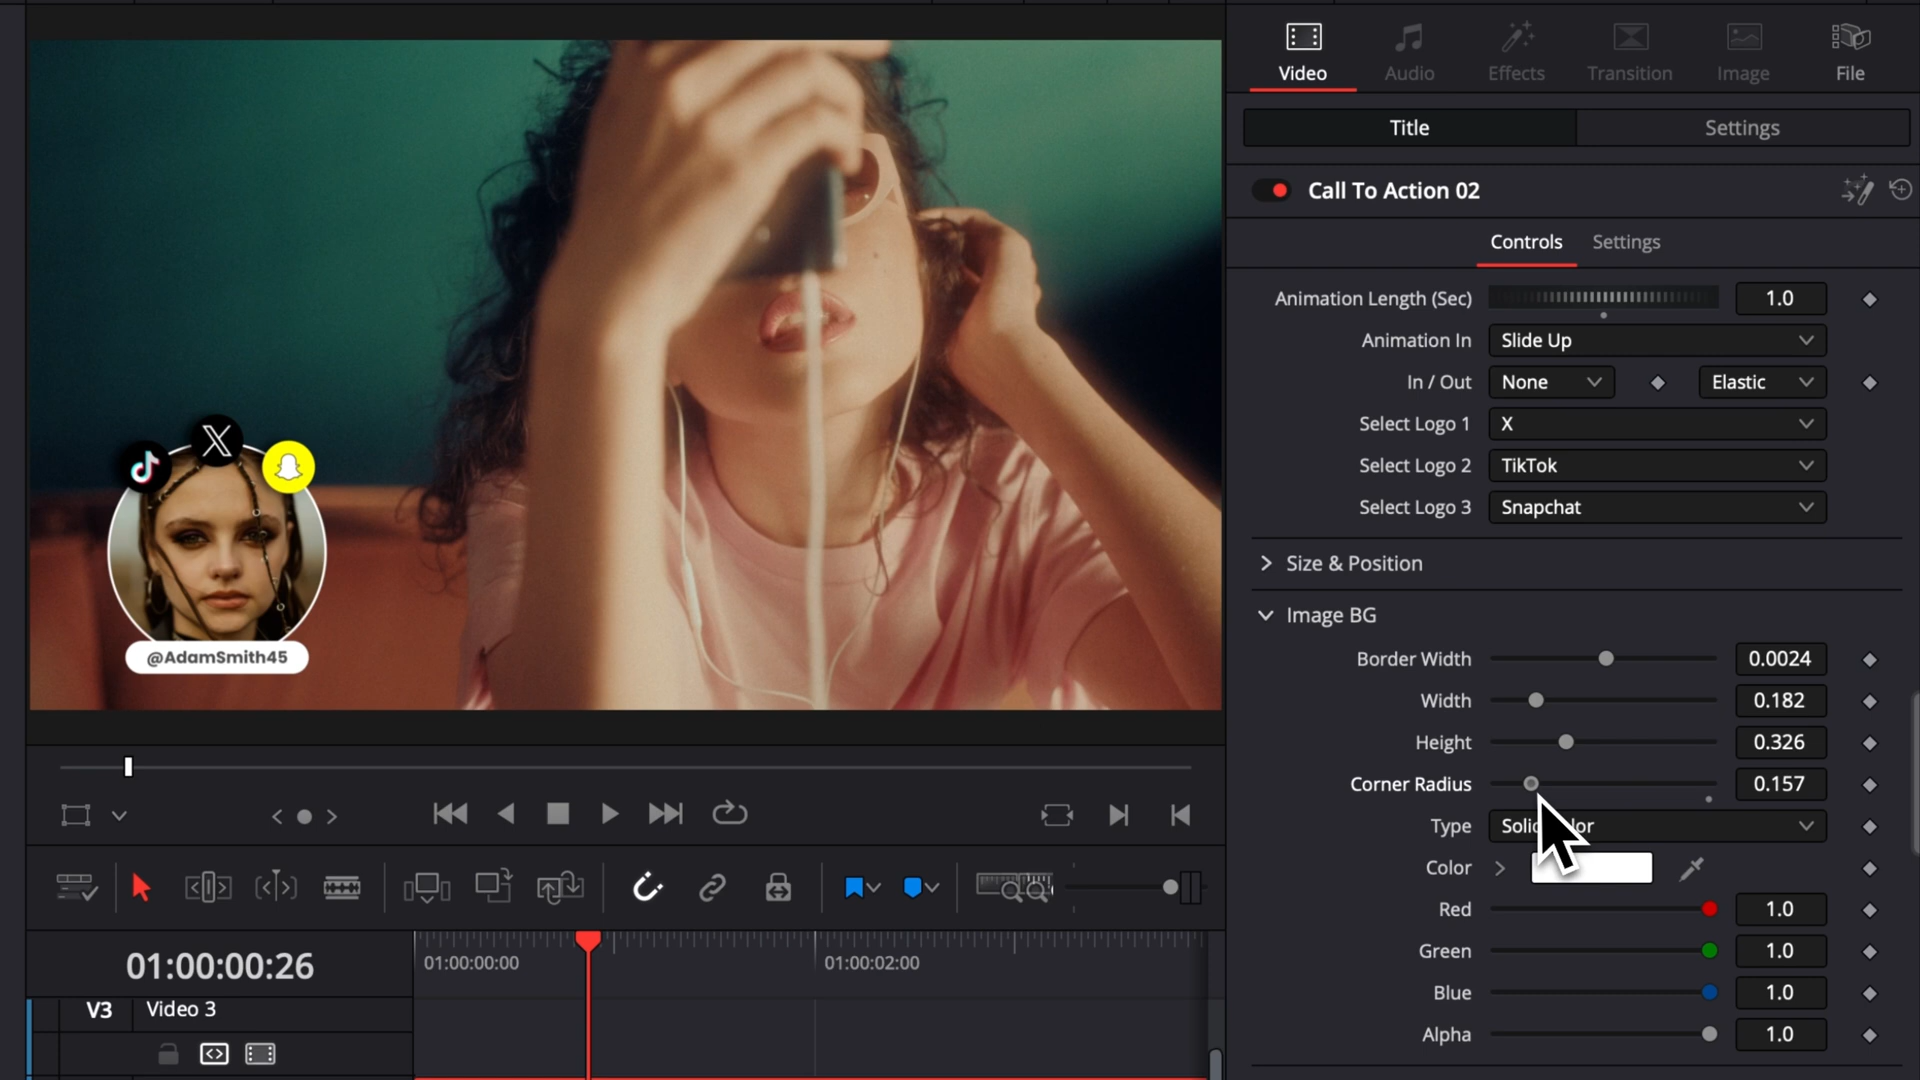 Video
Audio
Effects
Transition
Image
File
Title
Settings
Call To Action 02
Controls
Settings
Animation Length (Sec)
1.0
Animation In
Slide Up
In / Out
None
Elastic
Select Logo 1
X
Select Logo 2
TikTok
Select Logo 3
Snapchat
Size & Position
Image BG
Border Width
0.0024
Width
0.182
Height
0.326
Corner Radius
0.157
Type
Color
Red
1.0
Green
1.0
Blue
1.0
Alpha
1.0
@AdamSmith45
01:00:00:26
01:00:00:00
01:00:02:00
V3
Video 3